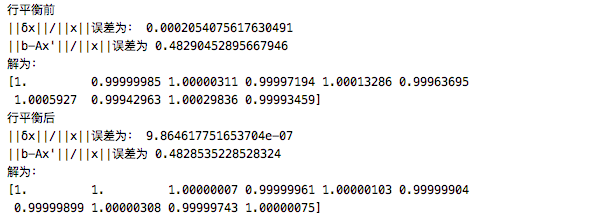 行平衡前
||δx||/||x||误差为: 0.0002054075617630491
||b-Ax'||/||x||误差为 0.48290452895667946
解为:
[1. 0.99999985 1.00000311 0.99997194 1.00013286 0.99963695
1.0005927 0.99942963 1.00029836 0.99993459]
行平衡后
||δx||/||x||误差为: 9.864617751653704e-07
||b-Ax'||/||x||误差为 0.4828535228528324
解为:
[1. 1. 1.00000007 0.99999961 1.00000103 0.99999904
0.99999899 1.00000308 0.99999743 1.00000075]